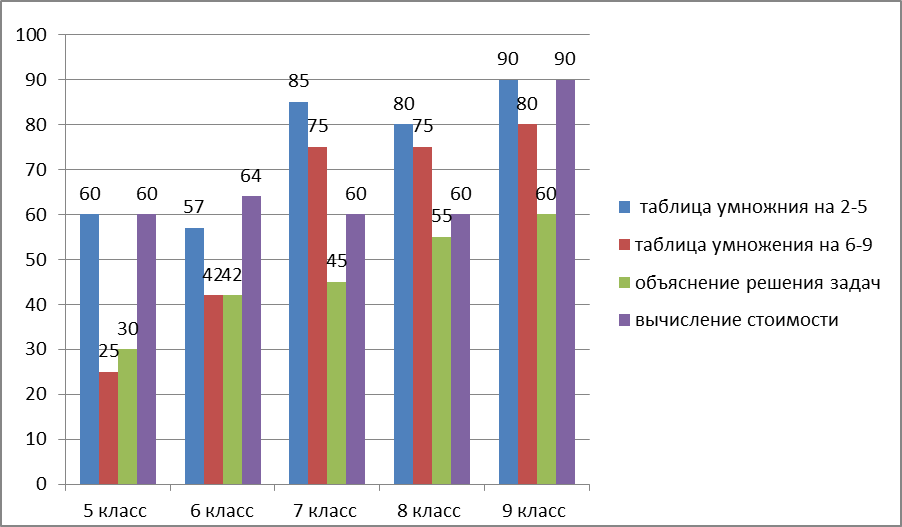 100
90
80
70
60
50
40
30
20
10
0
60 25 30 60
57 42 42 64
85 75 45 60
80 75 55 60
90 80 60 90
5 класс 6 класс 7 класс 8 класс 9 класс
таблица умножния на 2-5
таблица умножения на 6-9
объяснение решения задач
вычисление стоимости